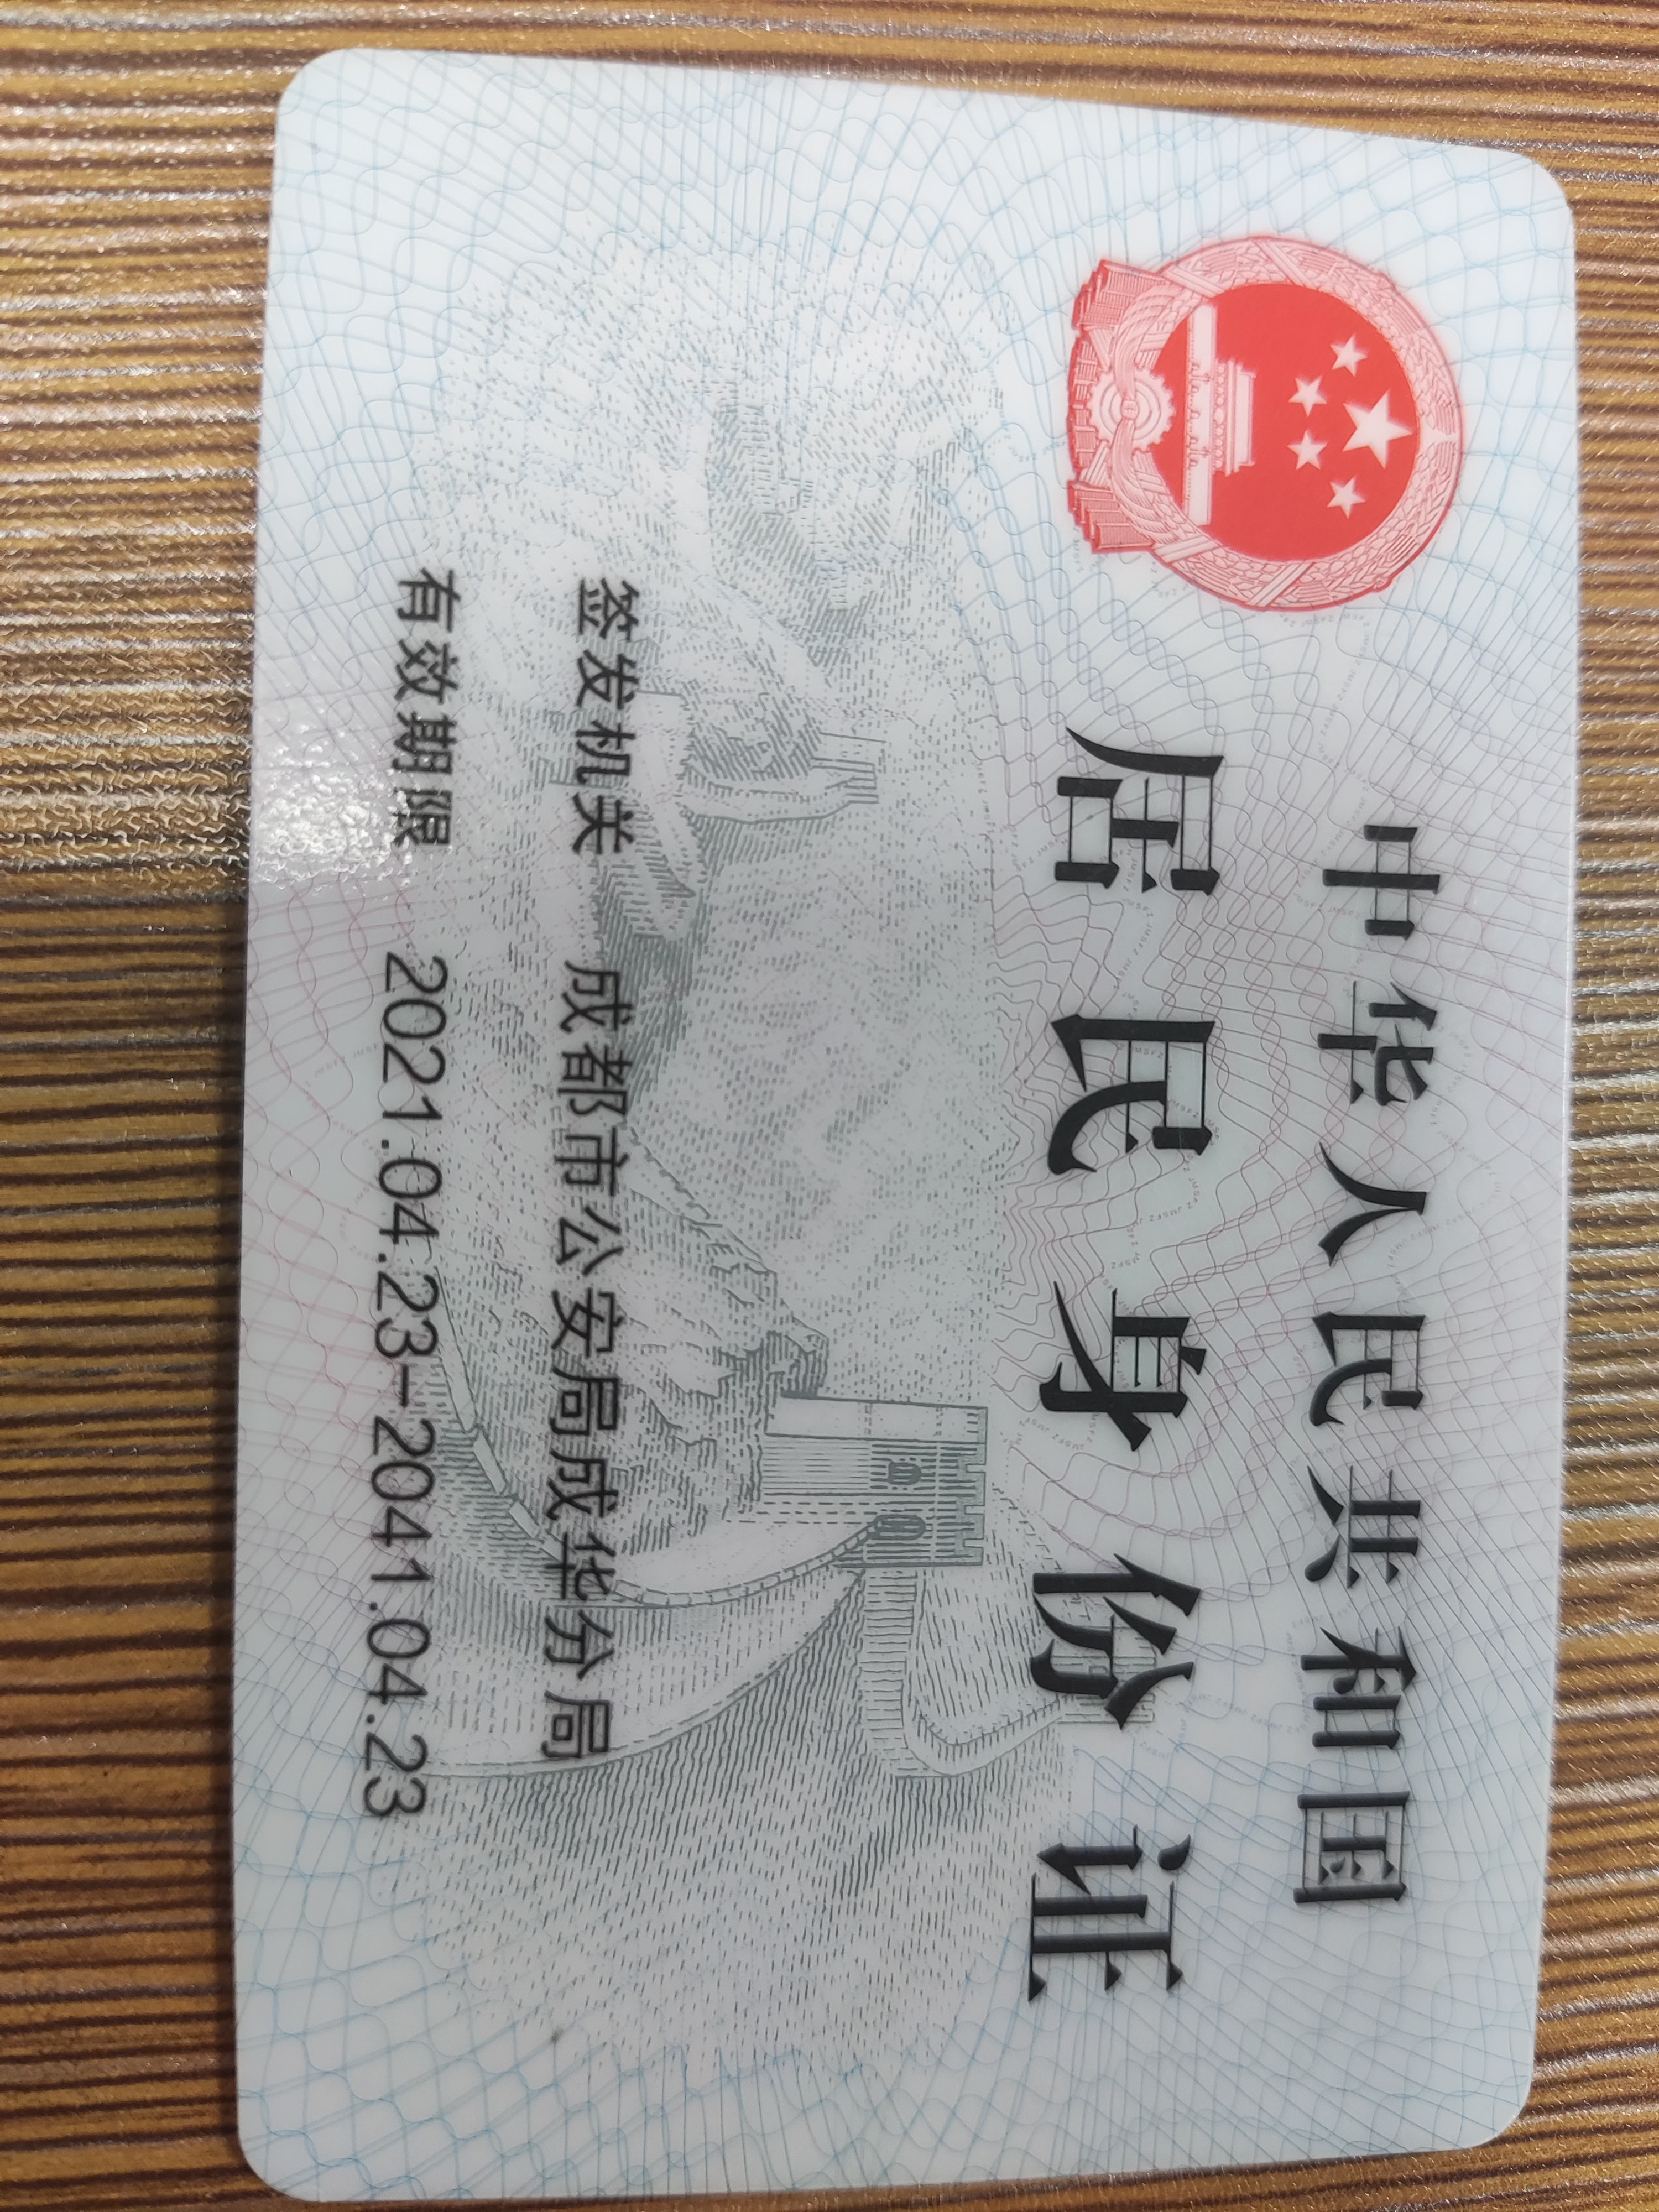 中华人民共和国
居民身份证
签发机关 成都市公安局成华分局
有效期限 2021.04.23-2041.04.23